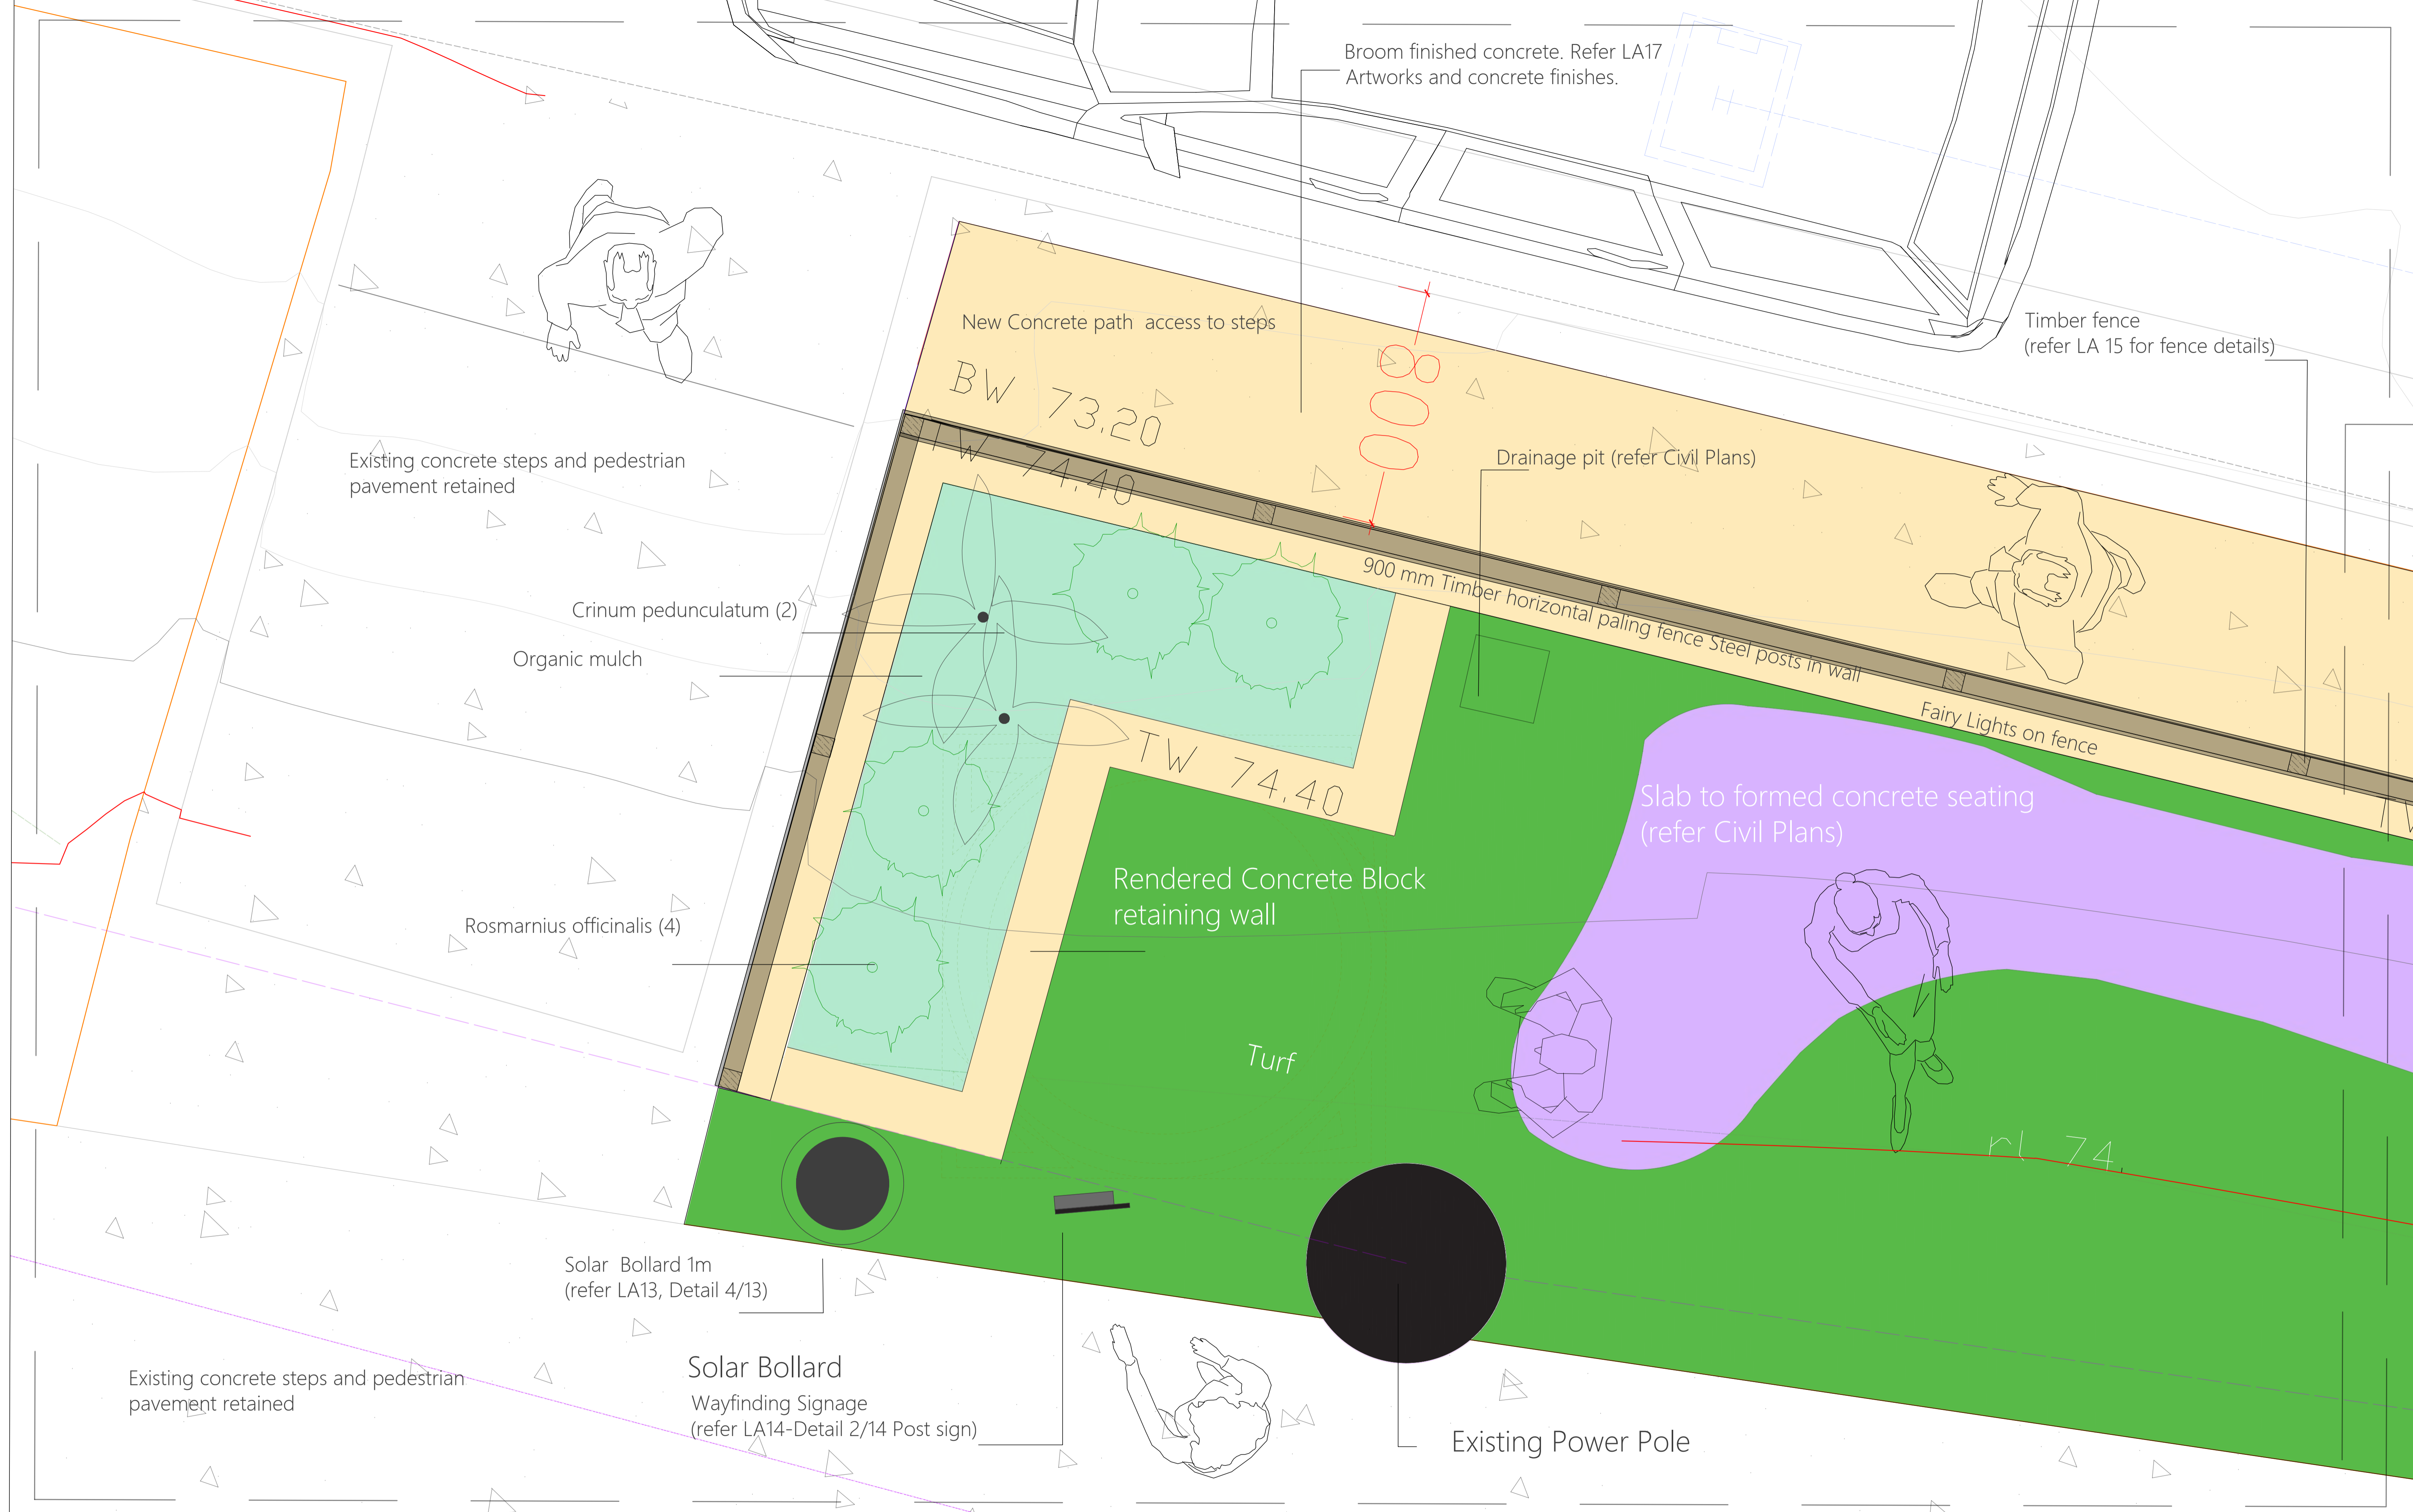 Broom finished concrete. Refer LA17
Artworks and concrete finishes.
New Concrete path  access to steps
Timber fence
(refer LA 15 for fence details)
BW 73.20
800
TW 74.40
Drainage pit (refer Civil Plans)
Existing concrete steps and pedestrian
pavement retained
900 mm Timber horizontal paling fence Steel posts in wall
Crinum pedunculatum (2)
Organic mulch
Fairy Lights on fence
TW 74.40
Slab to formed concrete seating
(refer Civil Plans)
Rendered Concrete Block
retaining wall
Rosmarnius officinalis (4)
Turf
rl 74.
Solar  Bollard 1m
(refer LA13, Detail 4/13)
Solar Bollard
Wayfinding Signage
(refer LA14-Detail 2/14 Post sign)
Existing concrete steps and pedestrian
pavement retained
Existing Power Pole